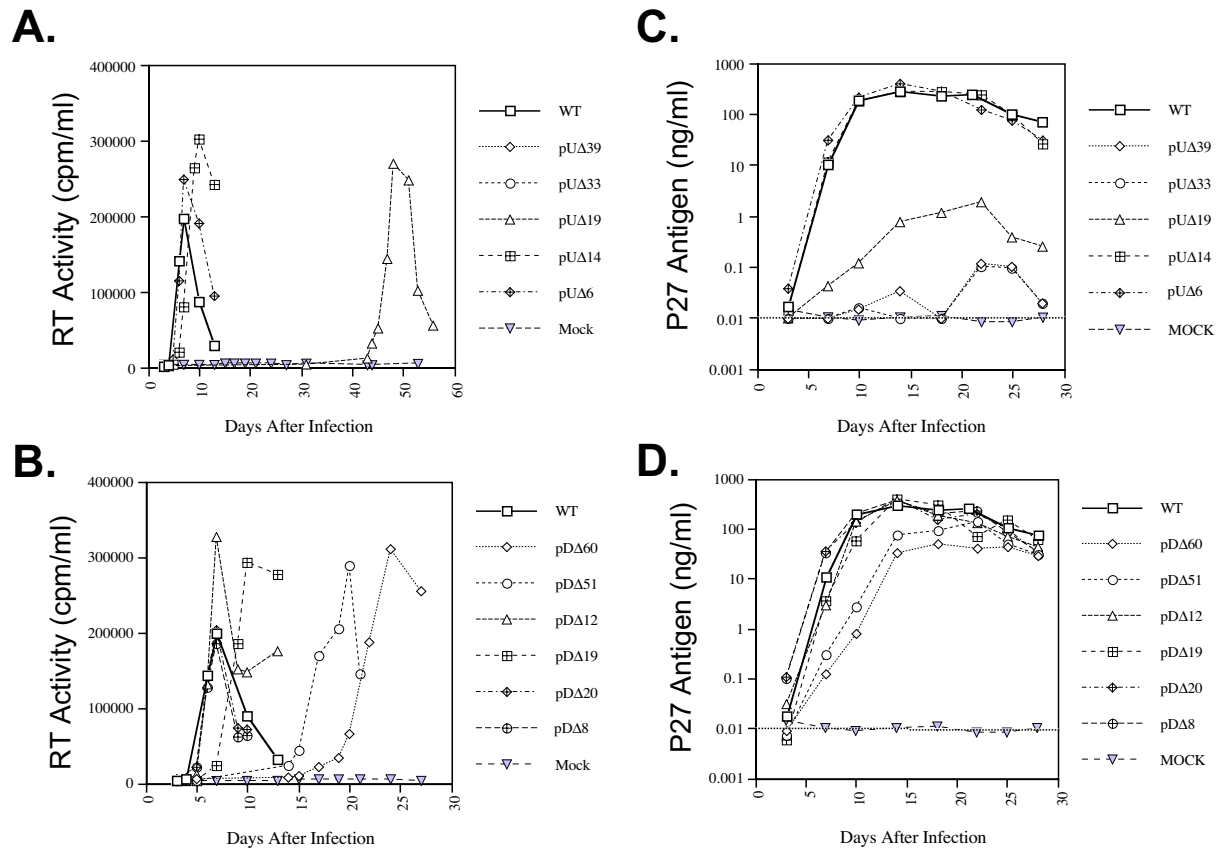 A.
RT Activity (cpm/ml)
400000
300000
200000
100000
0
0
10
20
30
40
50
60
Days After Infection
WT
pUΔ39
pUΔ33
pUΔ19
pUΔ14
pUΔ6
Mock
B.
RT Activity (cpm/ml)
400000
300000
200000
100000
0
0
5
10
15
20
25
30
Days After Infection
WT
pDΔ60
pDΔ51
pDΔ12
pDΔ19
pDΔ20
pDΔ8
Mock
C.
P27 Antigen (ng/ml)
1000
100
10
1
0.1
0.01
0.001
0
5
10
15
20
25
30
Days After Infection
WT
pUΔ39
pUΔ33
pUΔ19
pUΔ14
pUΔ6
MOCK
D.
P27 Antigen (ng/ml)
1000
100
10
1
0.1
0.01
0.001
0
5
10
15
20
25
30
Days After Infection
WT
pDΔ60
pDΔ51
pDΔ12
pDΔ19
pDΔ20
pDΔ8
MOCK